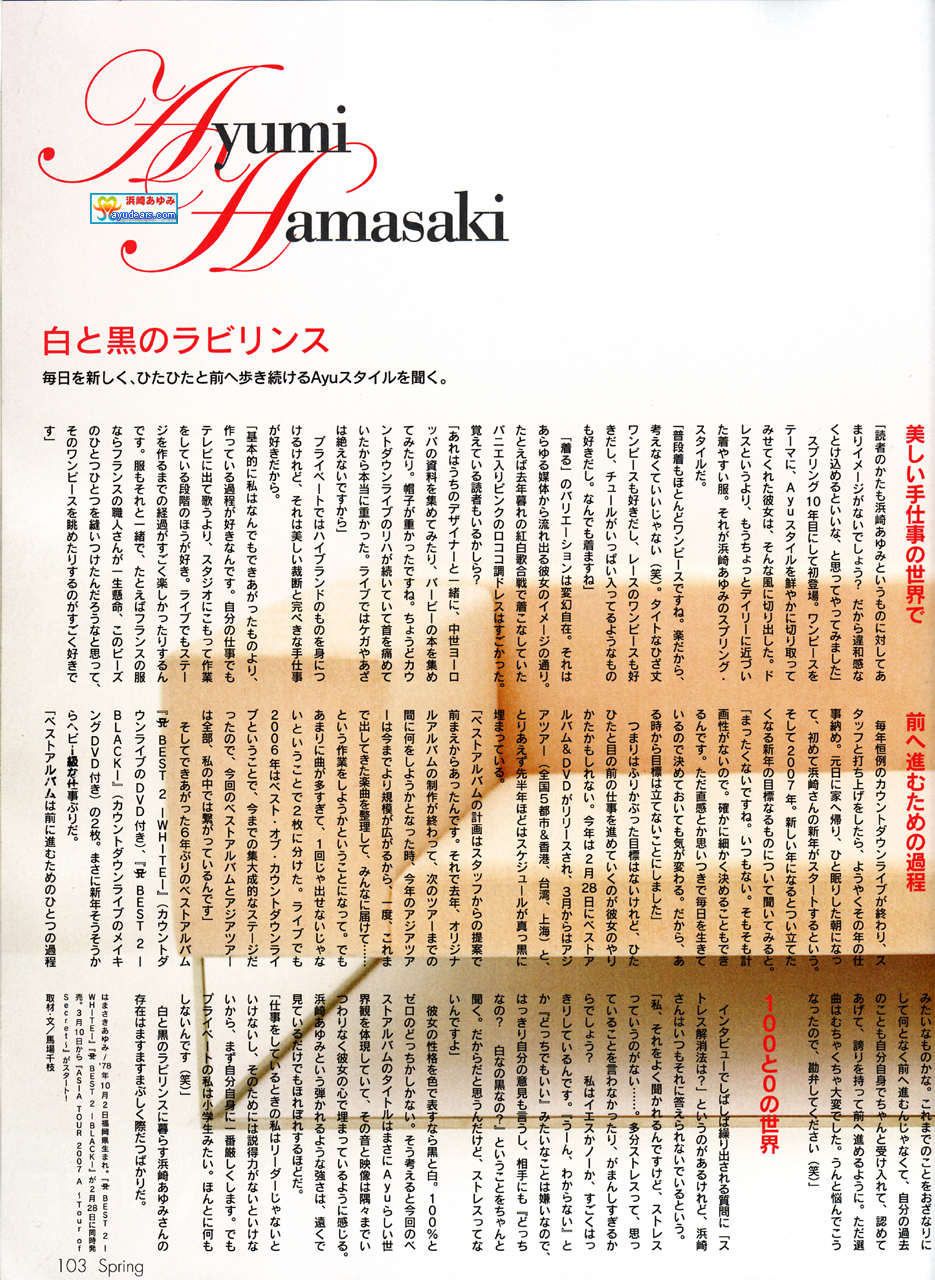 Ayumi
Hamasaki
浜崎あゆみ
ayudears.com
白と黒のラビリンス
毎日を新しく、ひたひたと前へ歩き続けるAyuスタイルを聞く。
美しい手仕事の世界で
「読者のかたも浜崎あゆみというものに対してあ
まりイメージがないでしょう？ だから違和感な
くとけ込めるといいな、と思ってやってみました」
スプリング10年目にして初登場。ワンピースを
テーマに、Ayuスタイルを鮮やかに切り取って
みせてくれた彼女は、そんな風に切り出した。ド
レスというより、もうちょっとデイリーに近づい
た着やすい服。それが浜崎あゆみのスプリング・
スタイルだ。
「普段着もほとんどワンピースですね。楽だから、
考えなくていいじゃない（笑）。タイトなひざ丈
ワンピースも好きだし、レースのワンピースも好
きだし、チュールがいっぱい入ってるようなもの
も好きだし。なんでも着ますね」
「着る」のバリエーションは変幻自在。それは
あらゆる媒体から流れ出る彼女のイメージの通り。
たとえば去年暮れの紅白歌合戦で着こなしていた
パニエ入りピンクのロココ調ドレスはすごかった。
覚えている読者もいるかしら？
「あれはうちのデザイナーと一緒に、中世ヨーロ
ッパの資料を集めてみたり、バービーの本を集め
てみたり。帽子が重かったですね。ちょうどカウ
ントダウンライブのリハが続いていて首を痛めて
いたから本当に重かった。ライブではケガやあざ
は絶えないですから」
プライベートではハイブランドのものを身につ
けるけれど、それは美しい裁断と完ぺきな手仕事
が好きだから。
「基本的に私はなんでもできあがったものより、
作っている過程が好きなんです。自分の仕事でも
テレビに出て歌うより、スタジオにこもって作業
をしている段階のほうが好き。ライブでもステー
ジを作るまでの経過がすごく楽しかったりするん
です。服もそれと一緒で、たとえばフランスの服
ならフランスの職人さんが一生懸命、このビーズ
のひとつひとつを縫いつけたんだろうなと思って、
そのワンピースを眺めたりするのがすごく好きで
す」
前へ進むための過程
毎年恒例のカウントダウンライブが終わり、ス
タッフと打ち上げをしたら、ようやくその年の仕
事納め。元日に家へ帰り、ひと眠りした朝になっ
て、初めて浜崎さんの新年がスタートするという。
そして2007年。新しい年になるとつい立てた
くなる新年の目標なるものについて聞いてみると。
「まったくないですね。いつもない。そもそも計
画性がないので。確かに細かく決めることもでき
るんです。ただ直感とか思いつきで毎日を生きて
いるので決めておいても気が変わる。だから、あ
る時から目標は立てないことにしました」
つまりはふりかぶった目標はないけれど、ひた
ひたと目の前の仕事を進めていくのが彼女のやり
かたかもしれない。今年は2月28日にベストア
ルバム＆DVDがリリースされ、3月からはアジ
アツアー（全国5都市＆香港、台湾、上海）と、
とりあえず先半年ほどはスケジュールが真っ黒に
埋まっている。
「ベストアルバムの計画はスタッフからの提案で
前まえからあったんです。それで去年、オリジナ
ルアルバムの制作が終わって、次のツアーまでの
間に何をしようかとなった時、今年のアジアツア
ーは今までより規模が広がるから、一度、これま
で出してきた楽曲を整理して、みんなに届けて……
という作業をしようかということになって。でも
あまりに曲が多すぎて、1回じゃ出せないじゃな
いということで2枚に分けた。ライブでも
2006年はベスト・オブ・カウントダウンライ
ブということで、今までの集大成的なステージだ
ったので、今回のベストアルバムとアジアツアー
は全部、私の中では繋がっているんです」
そしてできあがった6年ぶりのベストアルバム
『A BEST 2 ―WHITE―』（カウントダ
ウンライブのDVD付き）、『A BEST 2 ―
BLACK―』（カウントダウンライブのメイキ
ングDVD付き）の2枚。まさに新年そうそうか
らヘビー級な仕事ぶりだ。
「ベストアルバムは前に進むためのひとつの過程
みたいなものかな。これまでのことをおざなりに
して何となく前へ進むんじゃなくて、自分の過去
のことも自分自身でちゃんと受け入れて、認めて
あげて、誇りを持って前へ進めるように。ただ選
曲はむちゃくちゃ大変でした。うんと悩んでこう
なったので、勘弁してください（笑）」
100と0の世界
インタビューでしばしば繰り出される質問に「ス
トレス解消法は？」というのがあるけれど、浜崎
さんはいつもそれに答えられないでいるという。
「私、それをよく聞かれるんですけど、ストレス
っていうのがない……。多分ストレスって、思っ
ていることを言わなかったり、がまんしすぎるか
らでしょう？ 私はイエスかノーか、すごくはっ
きりしているんです。『うーん、わからない』と
か『どっちでもいい』みたいなことは嫌いなので、
はっきり自分の意見も言うし、相手にも『どっち
なの？ 白なの黒なの？』ということをちゃんと
聞く。だからだと思うんだけど、ストレスってな
いんですよ」
彼女の性格を色で表すなら黒と白。100％と
ゼロのどっちかしかない。そう考えると今回のベ
ストアルバムのタイトルはまさにAyuらしい世
界観を体現していて、その音と映像は隅々までい
つわりなく彼女の心で埋まっているように感じる。
浜崎あゆみという弾かれるような強さは、遠くで
見ているだけでもほれぼれするほどだ。
「仕事をしているときの私はリーダーじゃないと
いけないし、そのためには説得力がないといけな
いから、まず自分自身に一番厳しくします。でも
プライベートの私は小学生みたい。ほんとに何も
しないんです（笑）」
白と黒のラビリンスに暮らす浜崎あゆみさんの
存在はますますまぶしく際だつばかりだ。
はまさきあゆみ／'78年10月2日福岡県生まれ。『A BEST 2 ―
WHITE―』『A BEST 2 ―BLACK―』が2月28日に同時発
売。3月10日から『ASIA TOUR 2007 A ～Tour of
Secret～』がスタート！
取材・文／馬場千枝
103 Spring